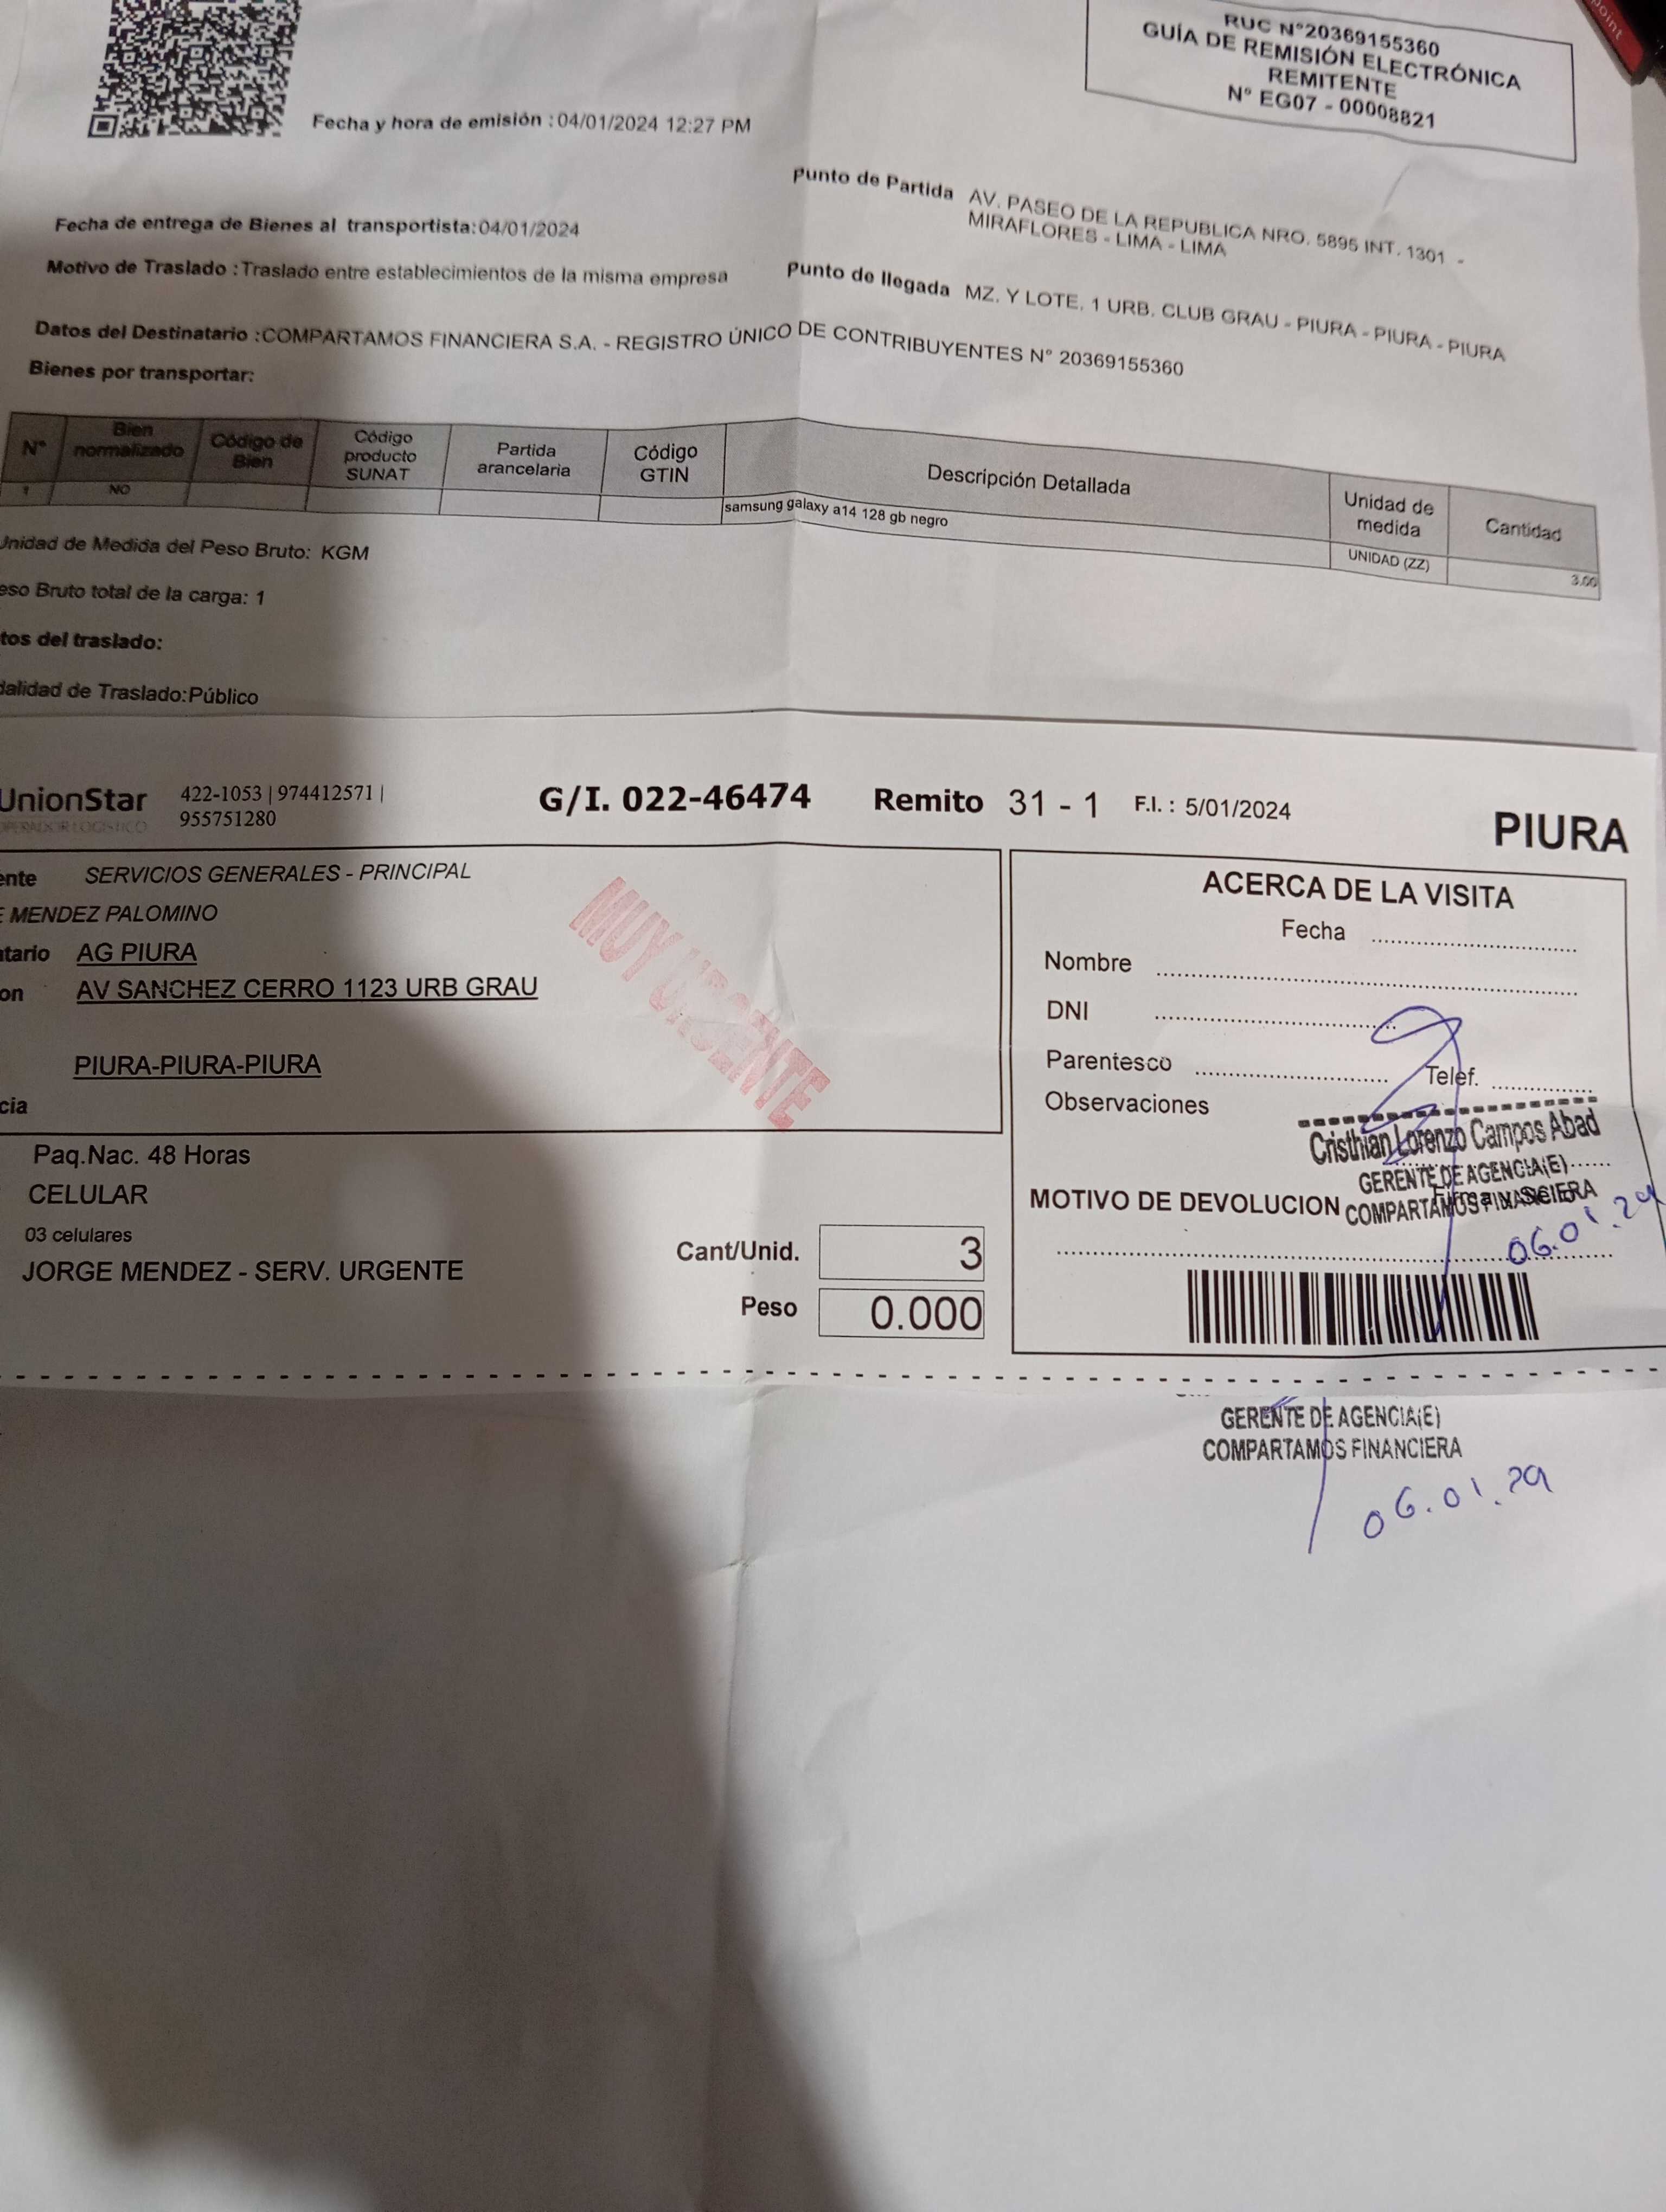 RUC N°20369155360
GUÍA DE REMISIÓN ELECTRÓNICA
REMITENTE
N° EG07 - 00008821
Fecha y hora de emisión : 04/01/2024 12:27 PM
Punto de Partida AV. PASEO DE LA REPUBLICA NRO. 5895 INT. 1301 -
MIRAFLORES - LIMA - LIMA
Fecha de entrega de Bienes al transportista:04/01/2024
Motivo de Traslado :Traslado entre establecimientos de la misma empresa
Punto de llegada MZ. Y LOTE. 1 URB. CLUB GRAU - PIURA - PIURA - PIURA
Datos del Destinatario :COMPARTAMOS FINANCIERA S.A. - REGISTRO ÚNICO DE CONTRIBUYENTES N° 20369155360
Bienes por transportar:
N° Bien normalizado Código de Bien Código producto SUNAT Partida arancelaria Código GTIN Descripción Detallada Unidad de medida Cantidad
1 NO samsung galaxy a14 128 gb negro UNIDAD (ZZ) 3.00
Unidad de Medida del Peso Bruto: KGM
eso Bruto total de la carga: 1
tos del traslado:
dalidad de Traslado:Público
UnionStar
OPERADOR LOGISTICO
422-1053 | 974412571 |
955751280
G/I. 022-46474 Remito 31 - 1 F.I. : 5/01/2024
PIURA
ente SERVICIOS GENERALES - PRINCIPAL
E MENDEZ PALOMINO
tario AG PIURA
on AV SANCHEZ CERRO 1123 URB GRAU
PIURA-PIURA-PIURA
cia
MUY URGENTE
Paq.Nac. 48 Horas
CELULAR
03 celulares
JORGE MENDEZ - SERV. URGENTE
Cant/Unid. 3
Peso 0.000
ACERCA DE LA VISITA
Fecha
Nombre
DNI
Parentesco Telef.
Observaciones
Cristhian Lorenzo Campos Abad
GERENTE DE AGENCIA(E)
COMPARTAMOS FINANCIERA
Firma y Sello
MOTIVO DE DEVOLUCION
06.01.24
GERENTE DE AGENCIA(E)
COMPARTAMOS FINANCIERA
06.01.24